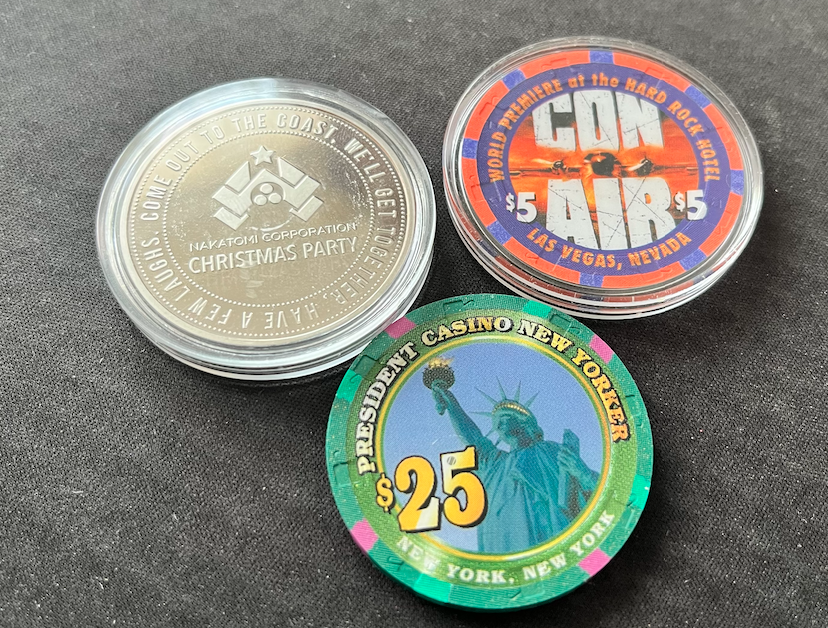 COME OUT TO THE COAST, WE'LL GET TOGETHER, HAVE A FEW LAUGHS
NAKATOMI CORPORATION
CHRISTMAS PARTY
WORLD PREMIERE at the HARD ROCK HOTEL
CON
AIR
$5
$5
LAS VEGAS, NEVADA
PRESIDENT CASINO NEW YORKER
$25
NEW YORK, NEW YORK